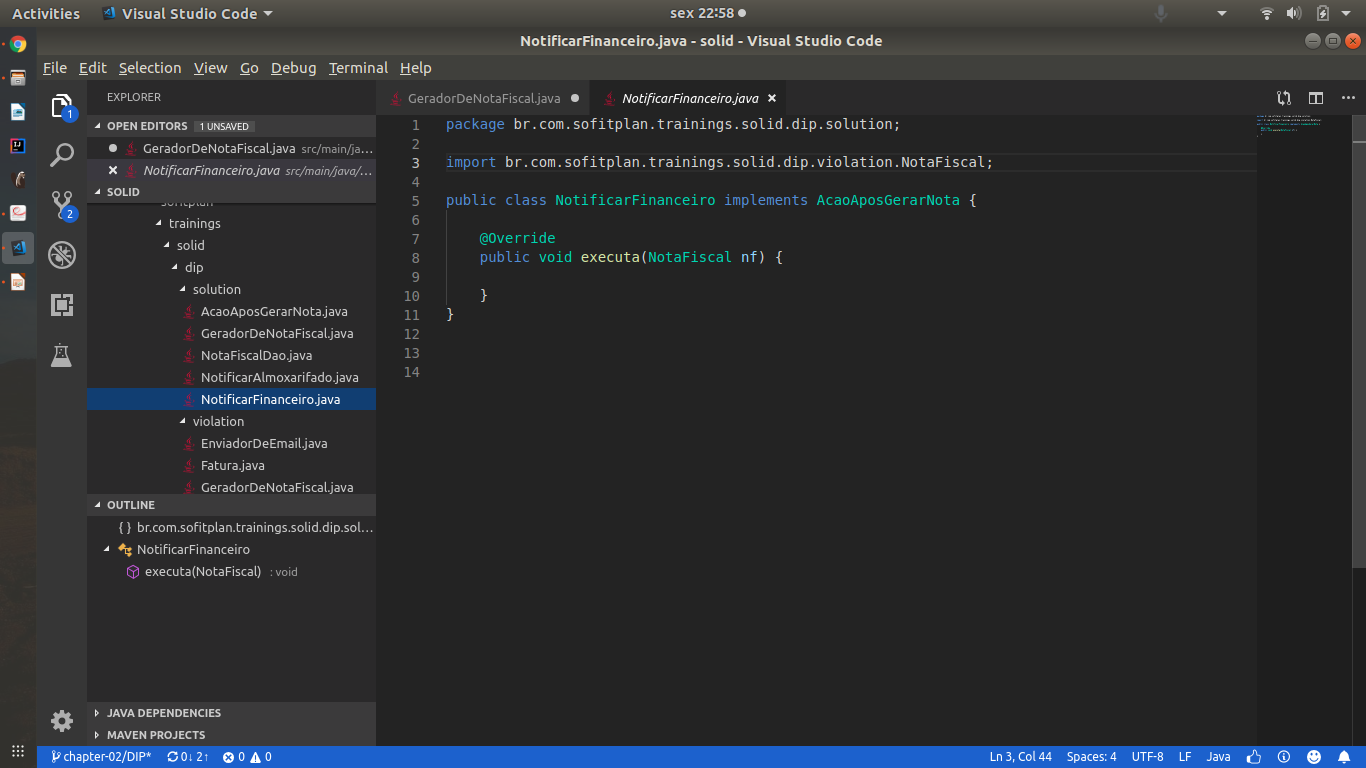 Activities Visual Studio Code sex 22:58
NotificarFinanceiro.java - solid - Visual Studio Code
File Edit Selection View Go Debug Terminal Help
EXPLORER
OPEN EDITORS 1 UNSAVED
GeradorDeNotaFiscal.java src/main/ja...
NotificarFinanceiro.java src/main/java/...
SOLID
softplan
trainings
solid
dip
solution
AcaoAposGerarNota.java
GeradorDeNotaFiscal.java
NotaFiscalDao.java
NotificarAlmoxarifado.java
NotificarFinanceiro.java
violation
EnviadorDeEmail.java
Fatura.java
GeradorDeNotaFiscal.java
OUTLINE
{ } br.com.sofitplan.trainings.solid.dip.sol...
NotificarFinanceiro
executa(NotaFiscal) : void
JAVA DEPENDENCIES
MAVEN PROJECTS
1
2
GeradorDeNotaFiscal.java NotificarFinanceiro.java
1 package br.com.sofitplan.trainings.solid.dip.solution;
2
3 import br.com.sofitplan.trainings.solid.dip.violation.NotaFiscal;
4
5 public class NotificarFinanceiro implements AcaoAposGerarNota {
6
7 @Override
8 public void executa(NotaFiscal nf) {
9
10 }
11 }
12
13
14
chapter-02/DIP* 0↓ 2↑ 0 0 Ln 3, Col 44 Spaces: 4 UTF-8 LF Java